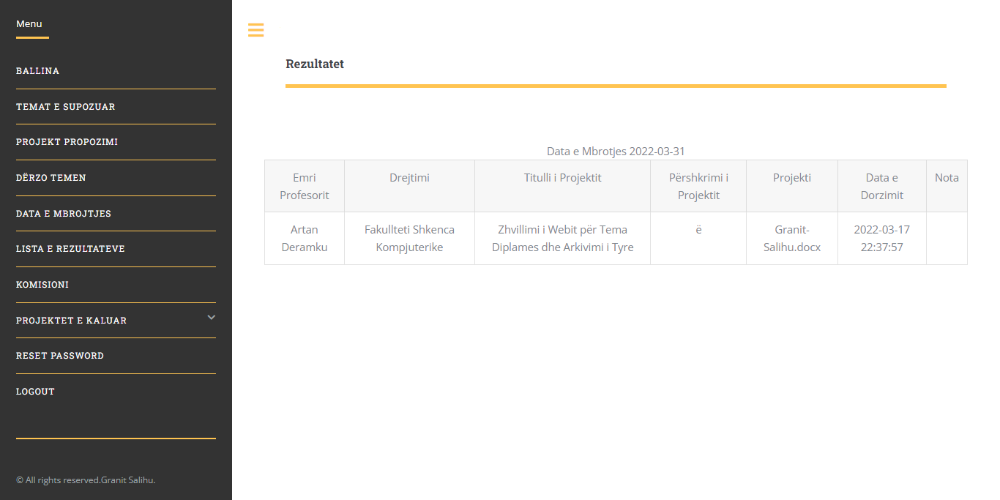 Menu
BALLINA
TEMAT E SUPOZUAR
PROJEKT PROPOZIMI
DËRZO TEMEN
DATA E MBROJTJES
LISTA E REZULTATEVE
KOMISIONI
PROJEKTET E KALUAR
RESET PASSWORD
LOGOUT
© All rights reserved.Granit Salihu.
Rezultatet
Data e Mbrotjes 2022-03-31
Emri
Profesorit
Drejtimi
Titulli i Projektit
Përshkrimi i
Projektit
Projekti
Data e
Dorzimit
Nota
Artan
Deramku
Fakullteti Shkenca
Kompjuterike
Zhvillimi i Webit për Tema
Diplames dhe Arkivimi i Tyre
ë
Granit-
Salihu.docx
2022-03-17
22:37:57